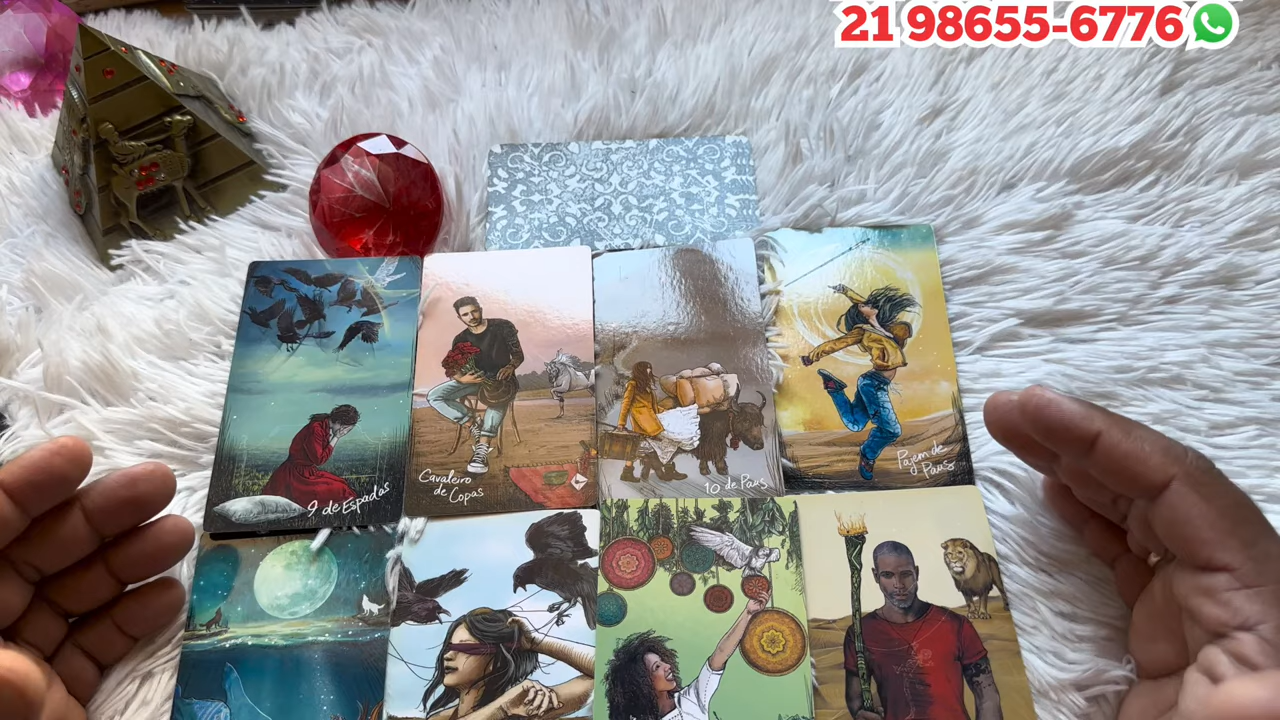 21 98655-6776
9 de Espadas
Cavaleiro
de Copas
10 de Paus
Pajem de
Paus